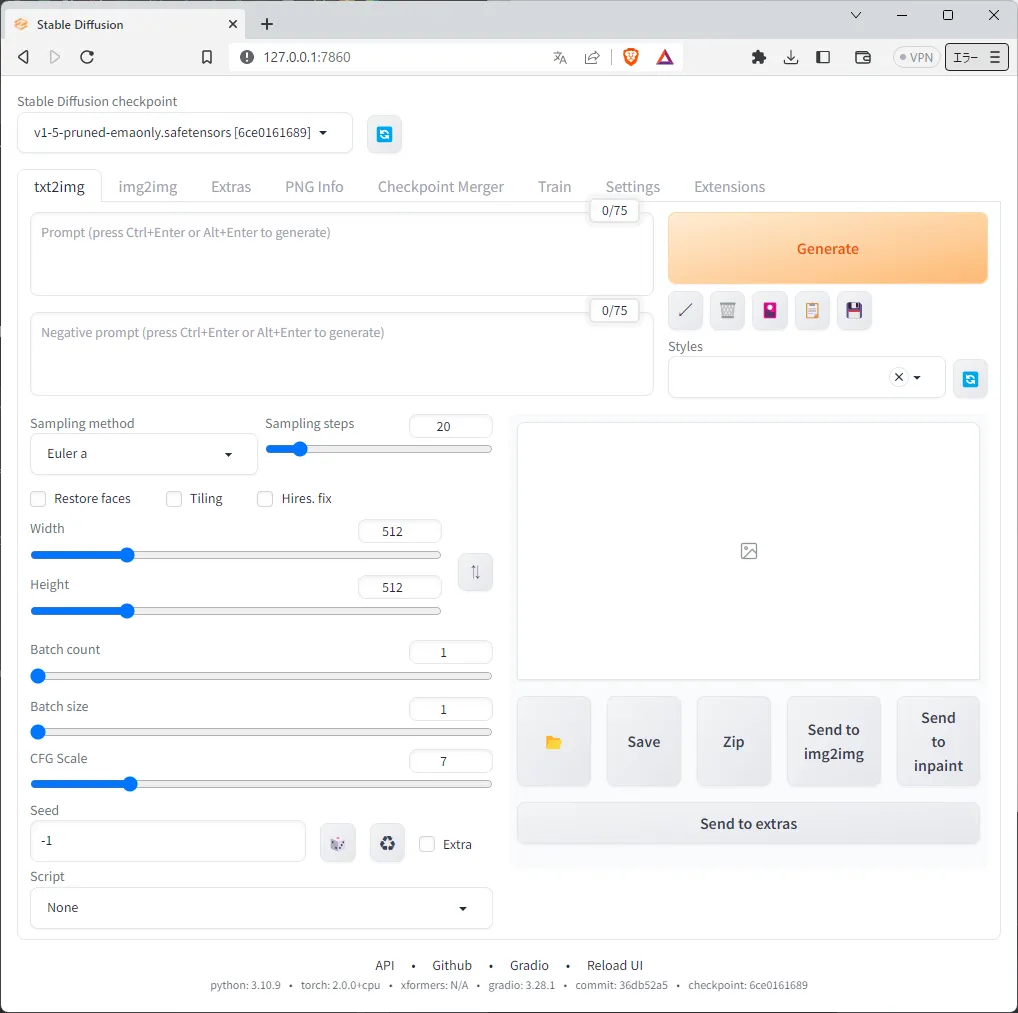 Stable Diffusion
127.0.0.1:7860
VPN
エラー
Stable Diffusion checkpoint
v1-5-pruned-emaonly.safetensors [6ce0161689]
txt2img img2img Extras PNG Info Checkpoint Merger Train Settings Extensions
0/75
Prompt (press Ctrl+Enter or Alt+Enter to generate)
Generate
0/75
Negative prompt (press Ctrl+Enter or Alt+Enter to generate)
Styles
Sampling method
Euler a
Sampling steps
20
Restore faces Tiling Hires. fix
Width
512
Height
512
Batch count
1
Batch size
1
CFG Scale
7
Seed
-1
Extra
Script
None
Save
Zip
Send to
img2img
Send
to
inpaint
Send to extras
API • Github • Gradio • Reload UI
python: 3.10.9 • torch: 2.0.0+cpu • xformers: N/A • gradio: 3.28.1 • commit: 36db52a5 • checkpoint: 6ce0161689